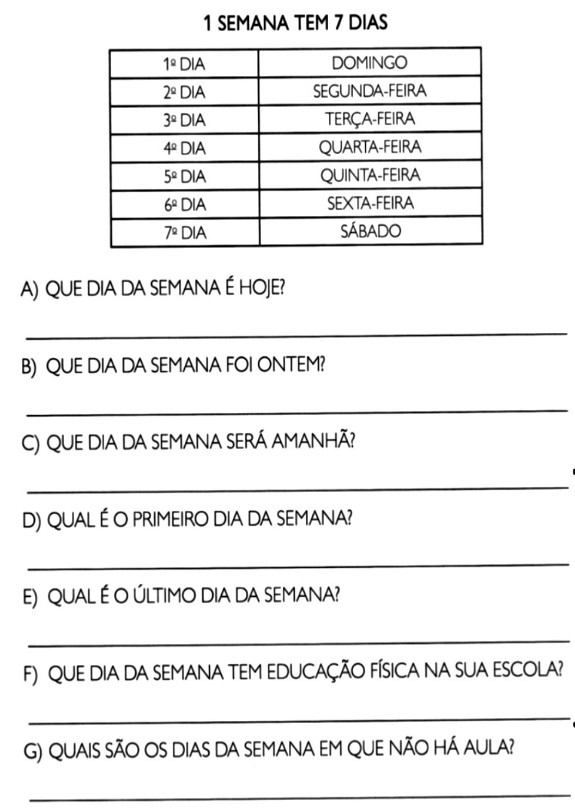 1 SEMANA TEM 7 DIAS
1º DIA DOMINGO
2º DIA SEGUNDA-FEIRA
3º DIA TERÇA-FEIRA
4º DIA QUARTA-FEIRA
5º DIA QUINTA-FEIRA
6º DIA SEXTA-FEIRA
7º DIA SÁBADO
A) QUE DIA DA SEMANA É HOJE?
B) QUE DIA DA SEMANA FOI ONTEM?
C) QUE DIA DA SEMANA SERÁ AMANHÃ?
D) QUAL É O PRIMEIRO DIA DA SEMANA?
E) QUAL É O ÚLTIMO DIA DA SEMANA?
F) QUE DIA DA SEMANA TEM EDUCAÇÃO FÍSICA NA SUA ESCOLA?
G) QUAIS SÃO OS DIAS DA SEMANA EM QUE NÃO HÁ AULA?